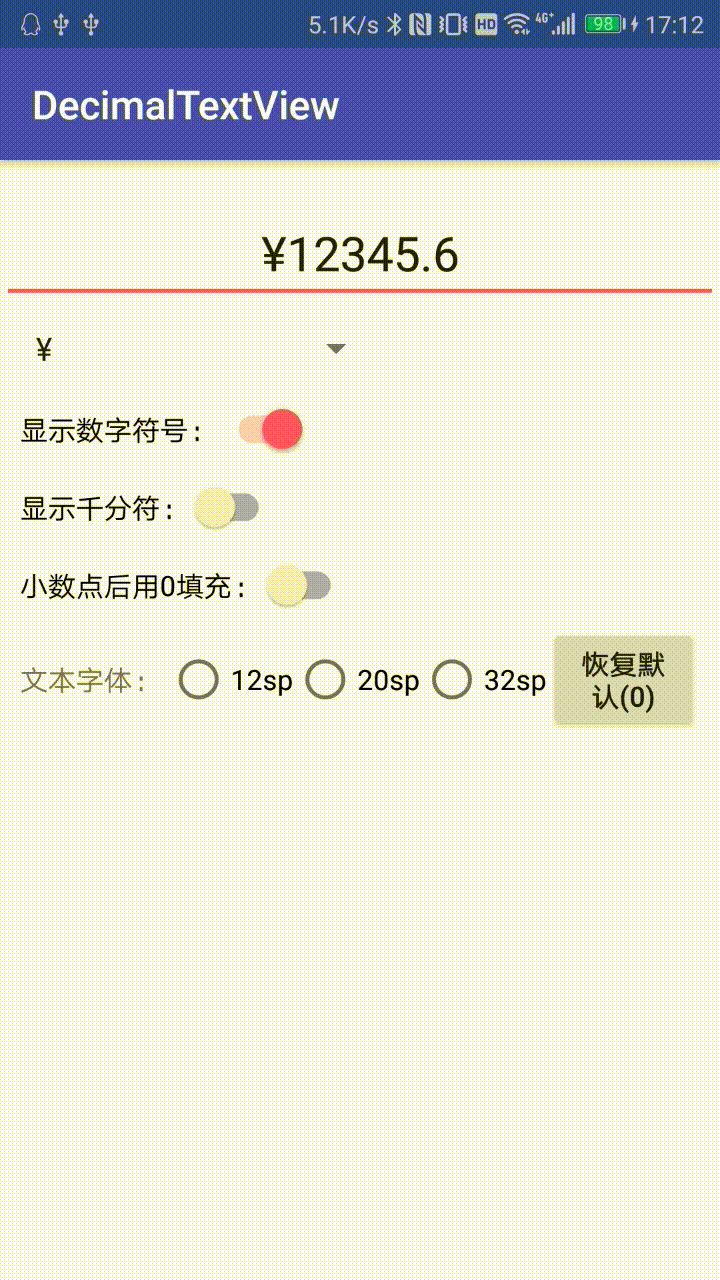 5.1K/s HD 4G+ 98 17:12
DecimalTextView
¥12345.6
¥
显示数字符号：
显示千分符：
小数点后用0填充：
文本字体： 12sp 20sp 32sp 恢复默
认(0)